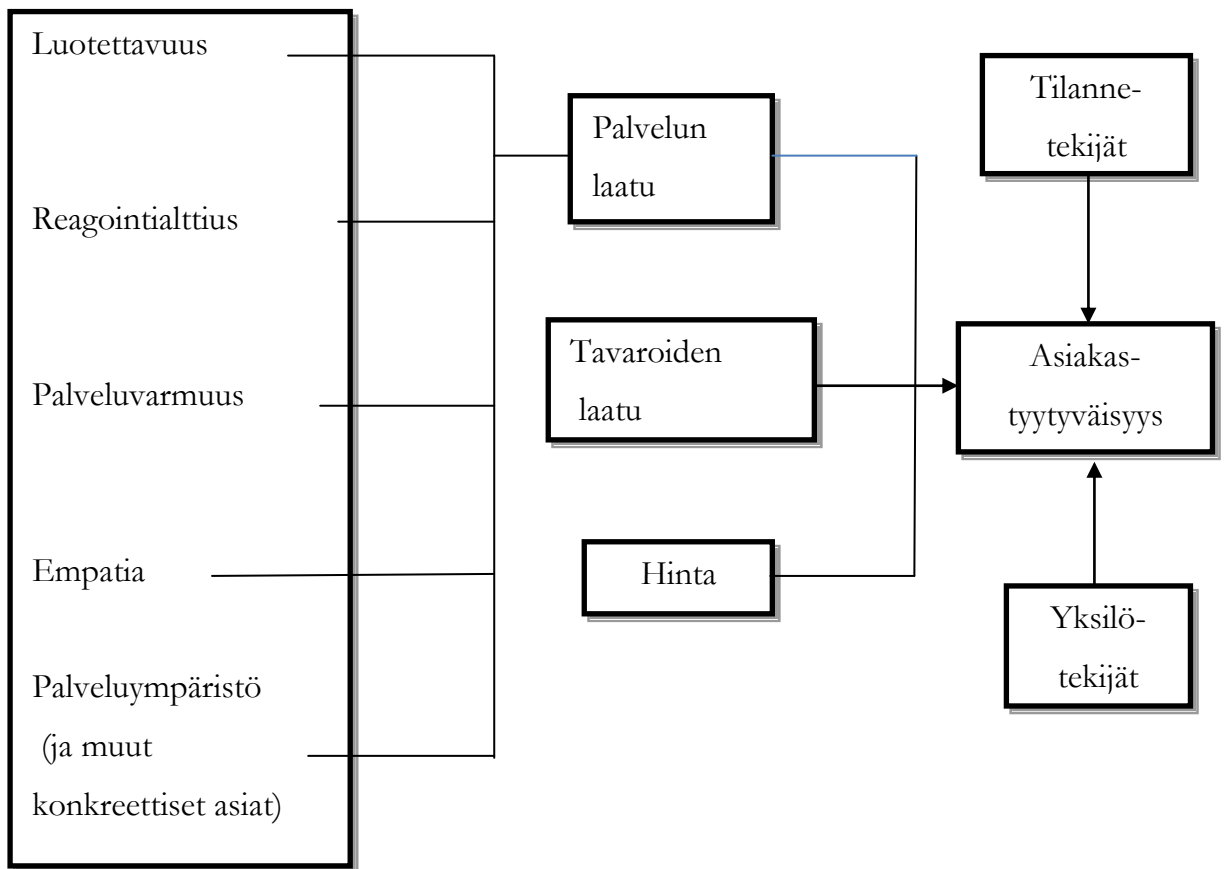 Luotettavuus
Reagointialttius
Palveluvarmuus
Empatia
Palveluympäristö
(ja muut
konkreettiset asiat)
Palvelun
laatu
Tavaroiden
laatu
Hinta
Tilanne-
tekijät
Asiakas-
tyytyväisyys
Yksilö-
tekijät